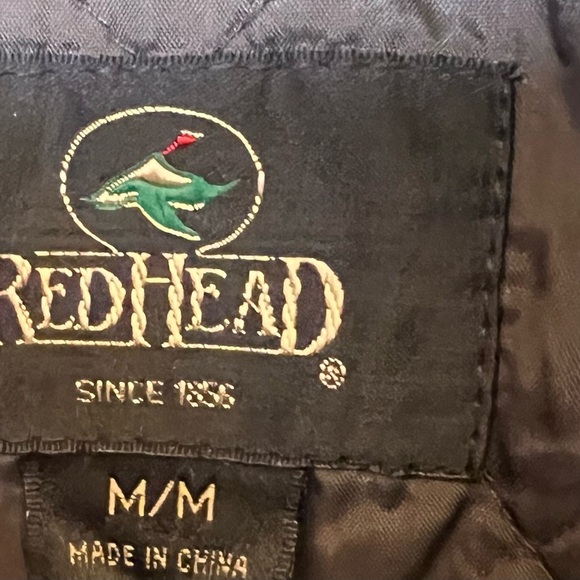 REDHEAD
®
SINCE 1856
M/M
MADE IN CHINA